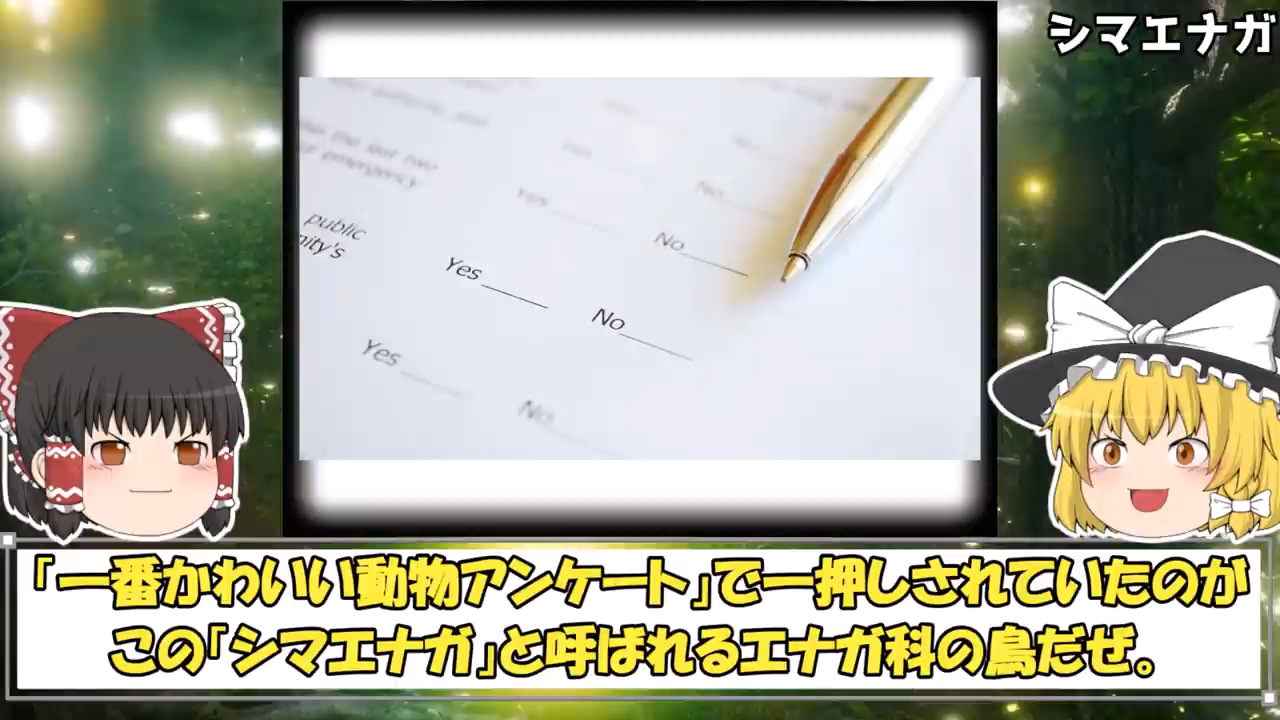 シマエナガ
public
Yes
No
Yes
No
Yes
No
「一番かわいい動物アンケート」で一押しされていたのが
この「シマエナガ」と呼ばれるエナガ科の鳥だぜ。